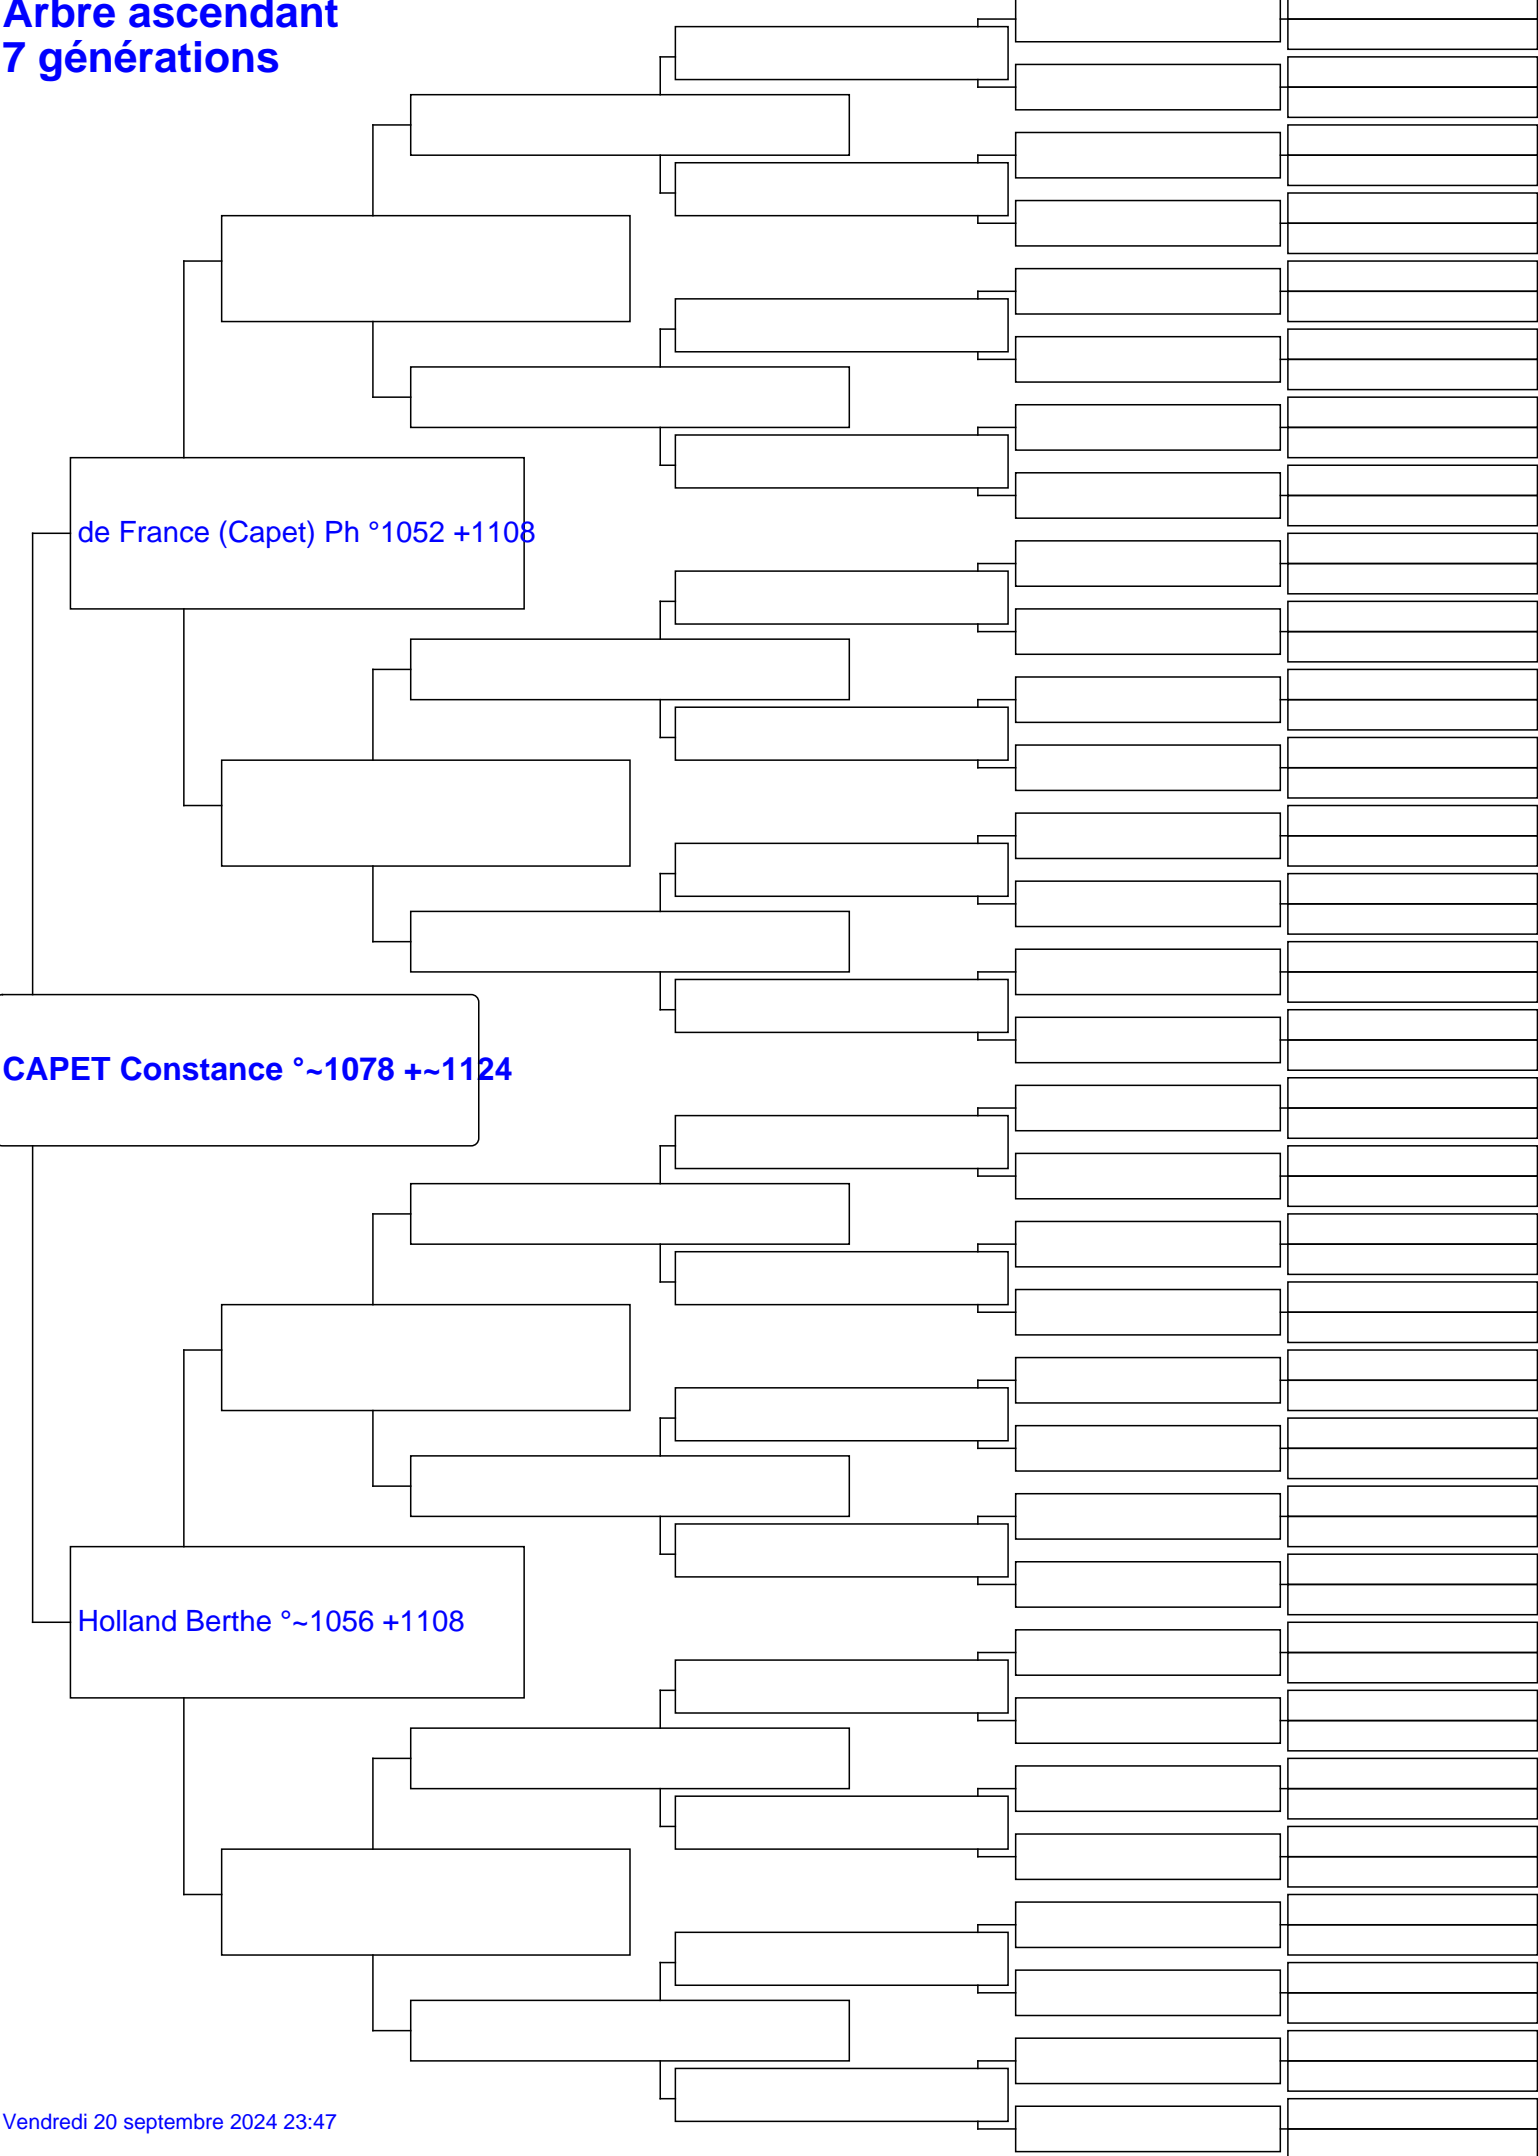 Arbre ascendant
7 générations
de France (Capet) Ph °1052 +1108
CAPET Constance °~1078 +~1124
Holland Berthe °~1056 +1108
Vendredi 20 septembre 2024 23:47